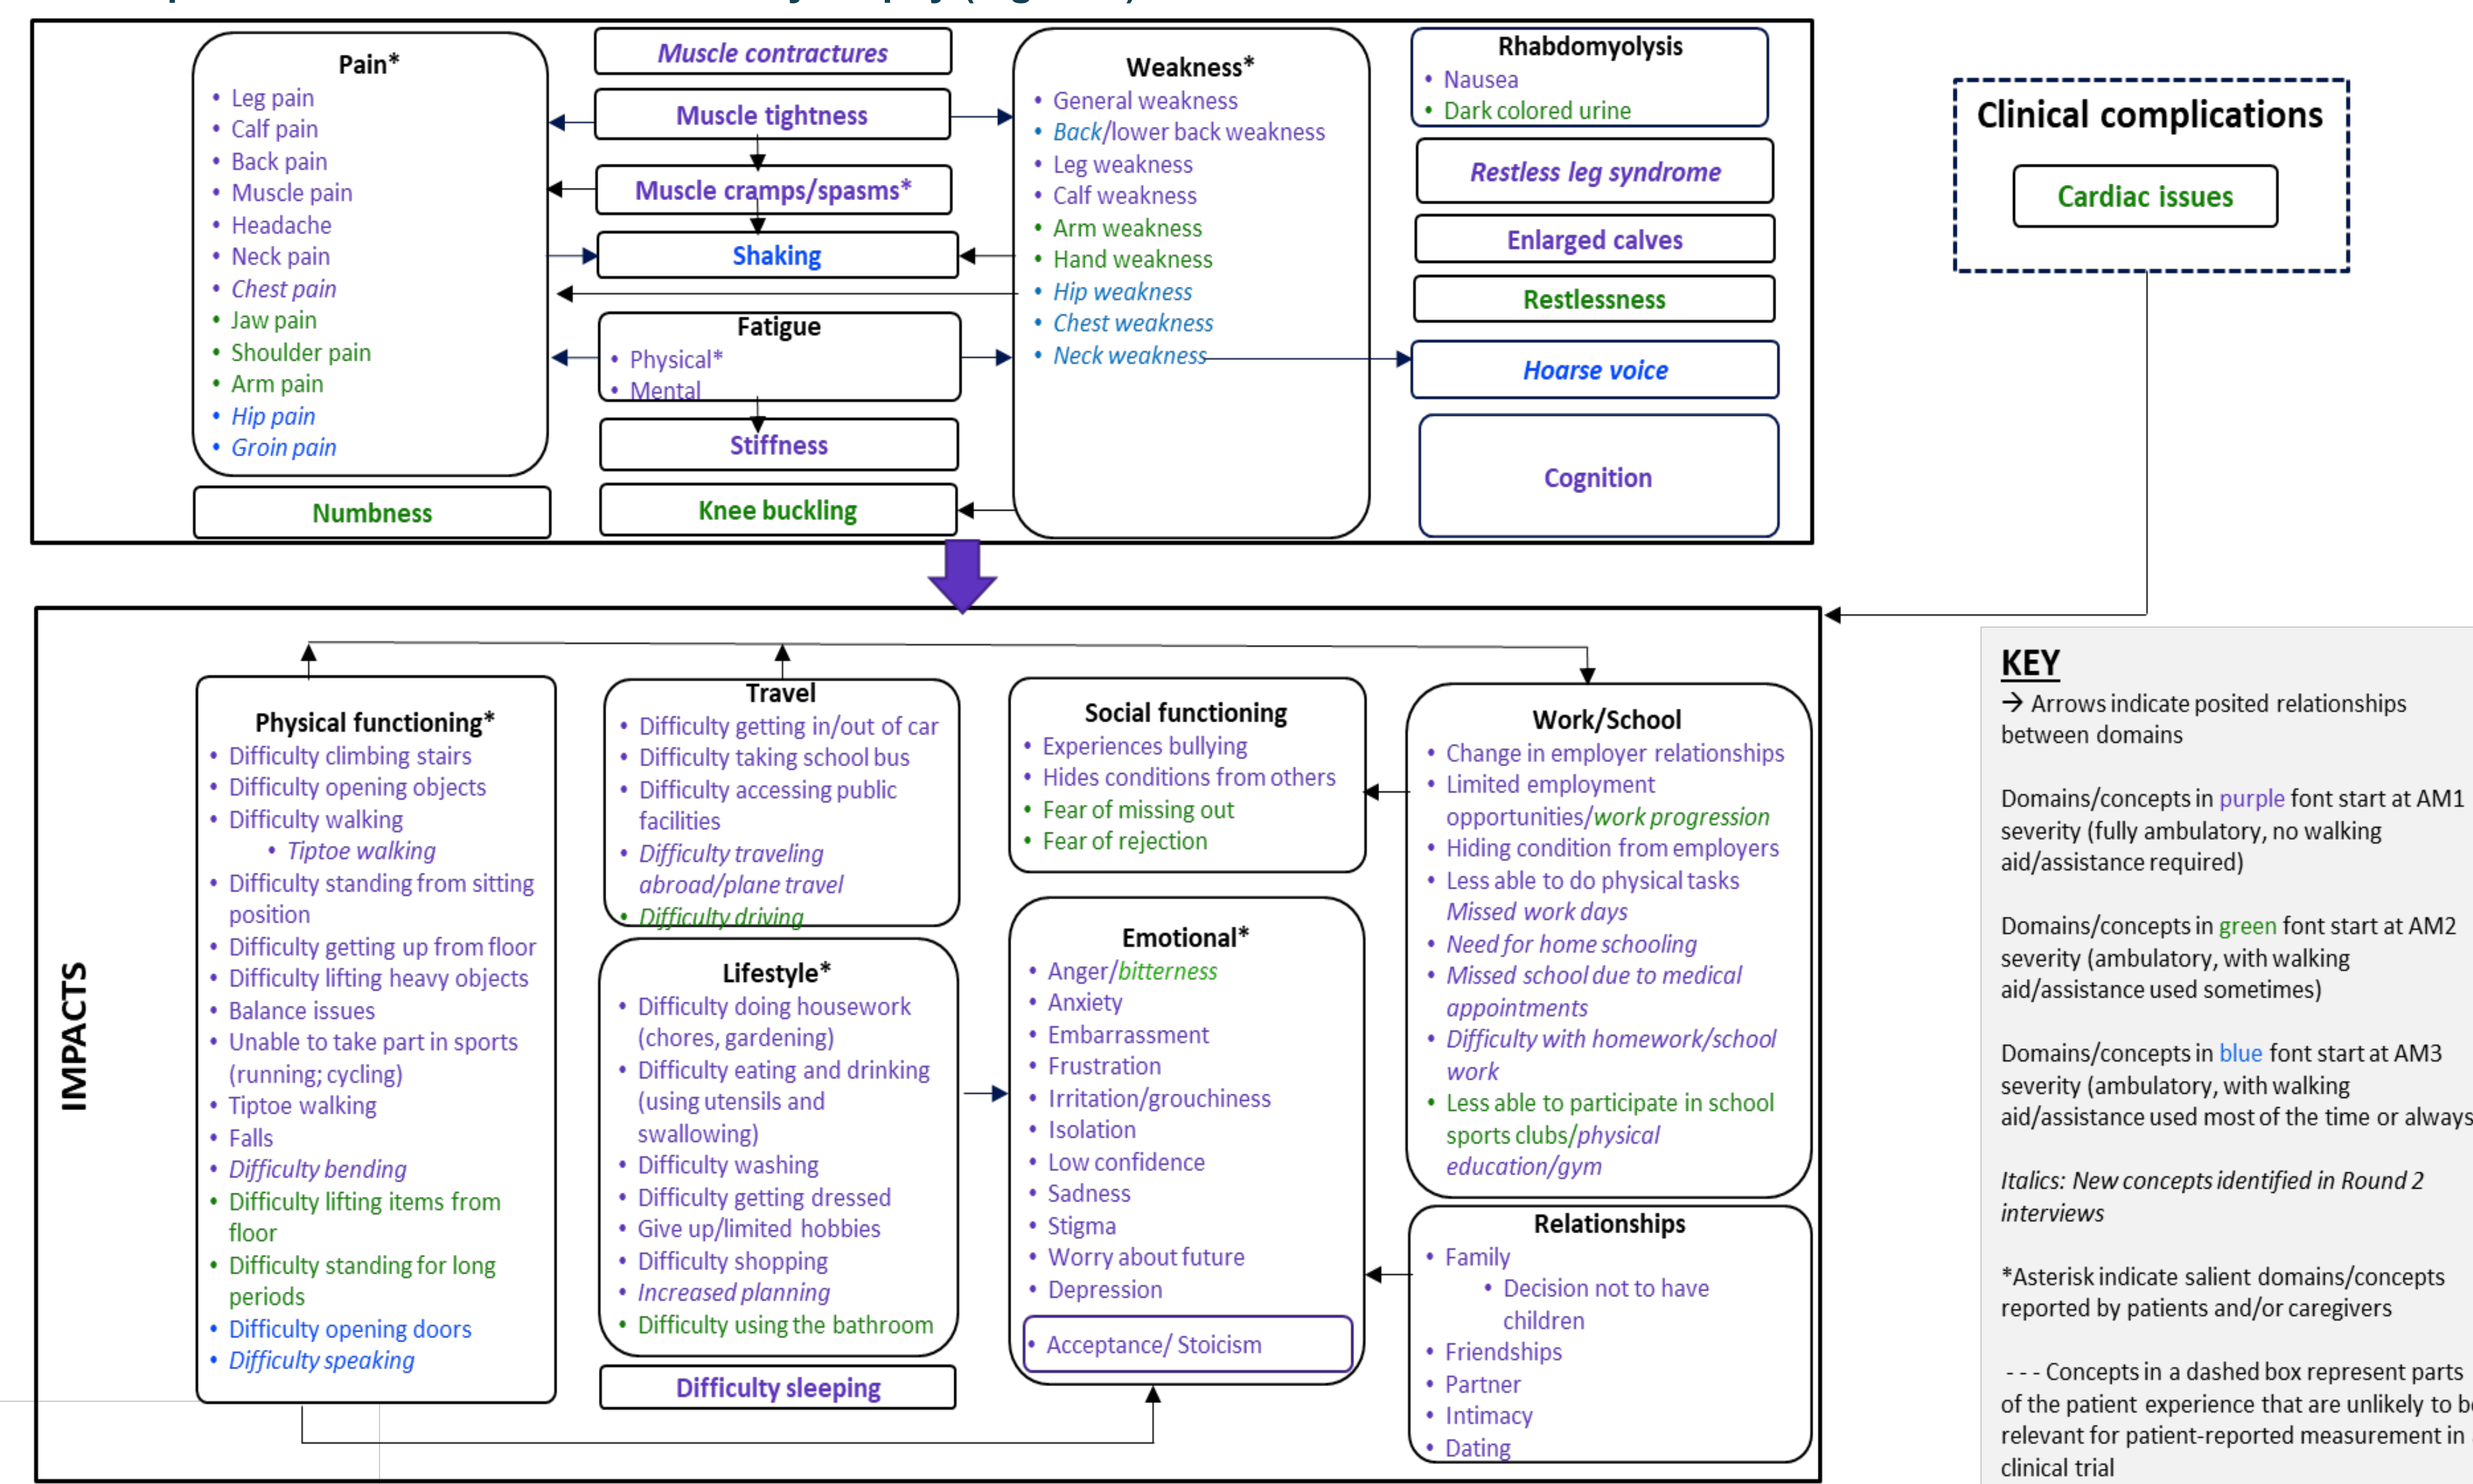 Pain*
• Leg pain
• Calf pain
• Back pain
• Muscle pain
• Headache
• Neck pain
• Chest pain
• Jaw pain
• Shoulder pain
• Arm pain
• Hip pain
• Groin pain
Numbness
Muscle contractures
Muscle tightness
Muscle cramps/spasms*
Shaking
Fatigue
• Physical*
• Mental
Stiffness
Knee buckling
Weakness*
• General weakness
• Back/lower back weakness
• Leg weakness
• Calf weakness
• Arm weakness
• Hand weakness
• Hip weakness
• Chest weakness
• Neck weakness
Rhabdomyolysis
• Nausea
• Dark colored urine
Restless leg syndrome
Enlarged calves
Restlessness
Hoarse voice
Cognition
Clinical complications
Cardiac issues
IMPACTS
Physical functioning*
• Difficulty climbing stairs
• Difficulty opening objects
• Difficulty walking
• Tiptoe walking
• Difficulty standing from sitting
position
• Difficulty getting up from floor
• Difficulty lifting heavy objects
• Balance issues
• Unable to take part in sports
(running; cycling)
• Tiptoe walking
• Falls
• Difficulty bending
• Difficulty lifting items from
floor
• Difficulty standing for long
periods
• Difficulty opening doors
• Difficulty speaking
Travel
• Difficulty getting in/out of car
• Difficulty taking school bus
• Difficulty accessing public
facilities
• Difficulty traveling
abroad/plane travel
• Difficulty driving
Lifestyle*
• Difficulty doing housework
(chores, gardening)
• Difficulty eating and drinking
(using utensils and
swallowing)
• Difficulty washing
• Difficulty getting dressed
• Give up/limited hobbies
• Difficulty shopping
• Increased planning
• Difficulty using the bathroom
Difficulty sleeping
Social functioning
• Experiences bullying
• Hides conditions from others
• Fear of missing out
• Fear of rejection
Emotional*
• Anger/bitterness
• Anxiety
• Embarrassment
• Frustration
• Irritation/grouchiness
• Isolation
• Low confidence
• Sadness
• Stigma
• Worry about future
• Depression
• Acceptance/ Stoicism
Work/School
• Change in employer relationships
• Limited employment
opportunities/work progression
• Hiding condition from employers
• Less able to do physical tasks
Missed work days
• Need for home schooling
• Missed school due to medical
appointments
• Difficulty with homework/school
work
• Less able to participate in school
sports clubs/physical
education/gym
Relationships
• Family
• Decision not to have
children
• Friendships
• Partner
• Intimacy
• Dating
KEY
→ Arrows indicate posited relationships
between domains
Domains/concepts in purple font start at AM1
severity (fully ambulatory, no walking
aid/assistance required)
Domains/concepts in green font start at AM2
severity (ambulatory, with walking
aid/assistance used sometimes)
Domains/concepts in blue font start at AM3
severity (ambulatory, with walking
aid/assistance used most of the time or always
Italics: New concepts identified in Round 2
interviews
*Asterisk indicate salient domains/concepts
reported by patients and/or caregivers
- - - Concepts in a dashed box represent parts
of the patient experience that are unlikely to be
relevant for patient-reported measurement in
clinical trial